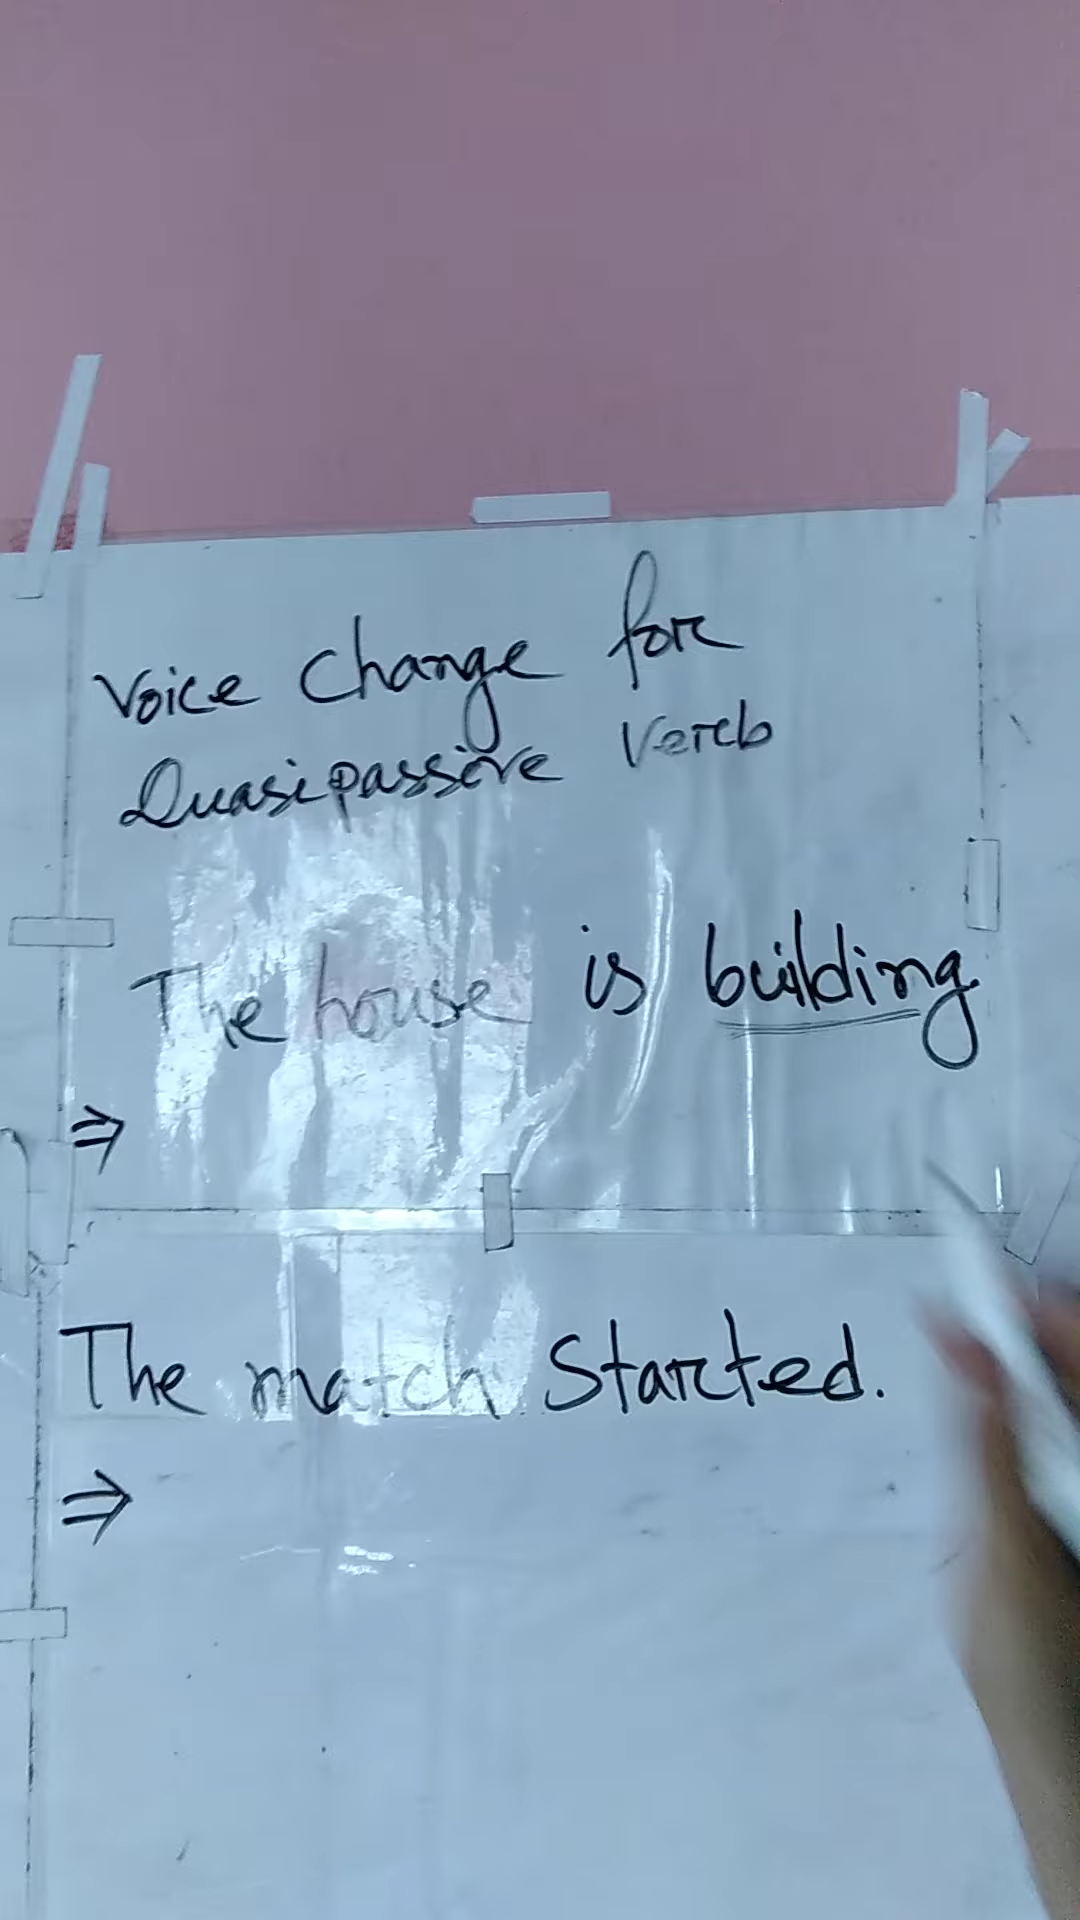 Voice Change for
Quasipassive Verb
The house is building
⇒
The match Started.
⇒